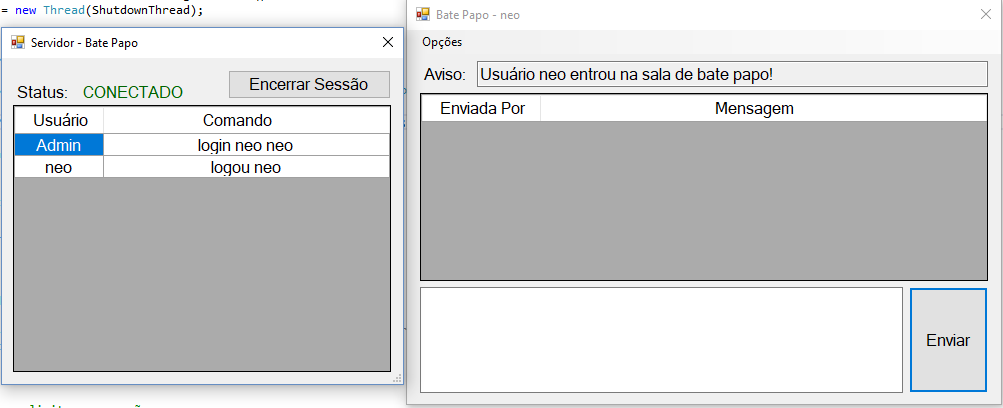 = new Thread(ShutdownThread);
Servidor - Bate Papo
Status: CONECTADO
Encerrar Sessão
Usuário Comando
Admin login neo neo
neo logou neo
Bate Papo - neo
Opções
Aviso: Usuário neo entrou na sala de bate papo!
Enviada Por Mensagem
Enviar